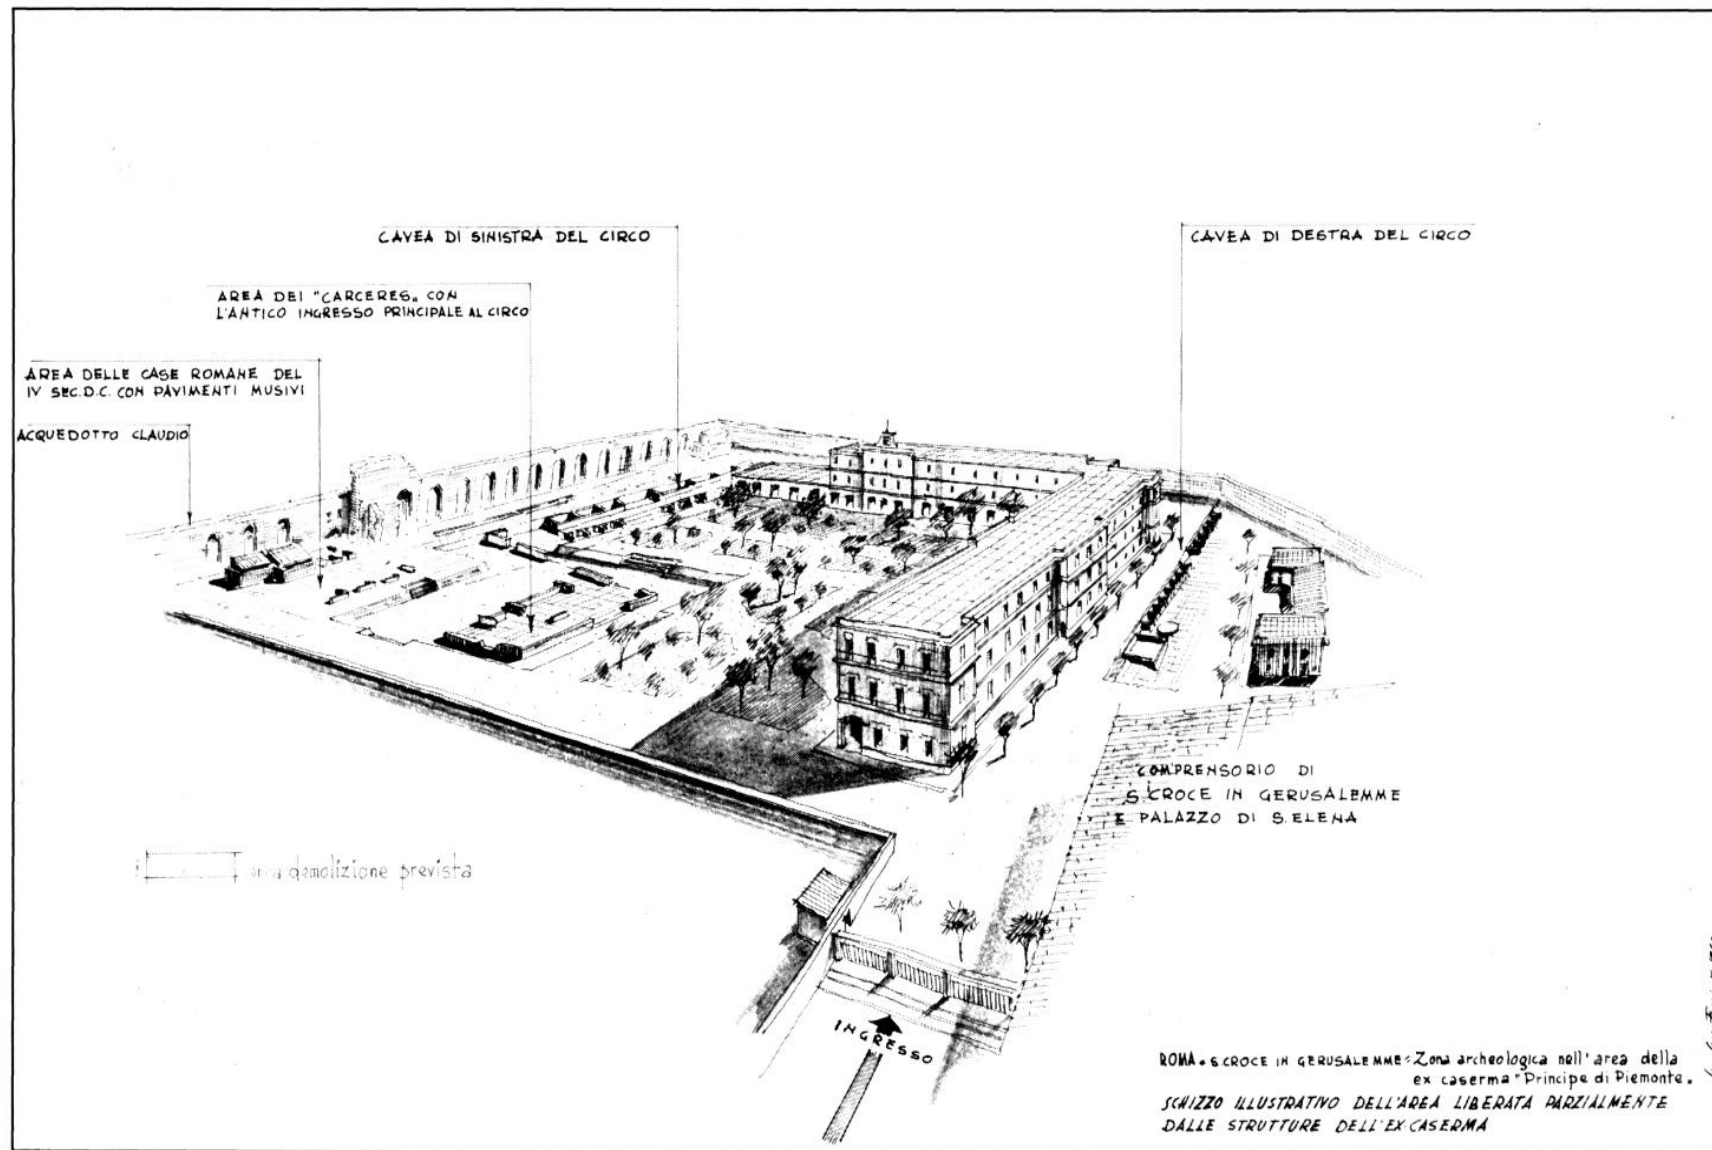 CAVEA DI SINISTRA DEL CIRCO
CAVEA DI DESTRA DEL CIRCO
AREA DEI "CARCERES„ CON
L'ANTICO INGRESSO PRINCIPALE AL CIRCO
AREA DELLE CASE ROMANE DEL
IV SEC.D.C. CON PAVIMENTI MUSIVI
ACQUEDOTTO CLAUDIO
COMPRENSORIO DI
S. CROCE IN GERUSALEMME
E PALAZZO DI S. ELENA
area demolizione prevista
INGRESSO
ROMA. S. CROCE IN GERUSALEMME: Zona archeologica nell'area della
ex caserma "Principe di Piemonte„
SCHIZZO ILLUSTRATIVO DELL'AREA LIBERATA PARZIALMENTE
DALLE STRUTTURE DELL'EX CASERMA